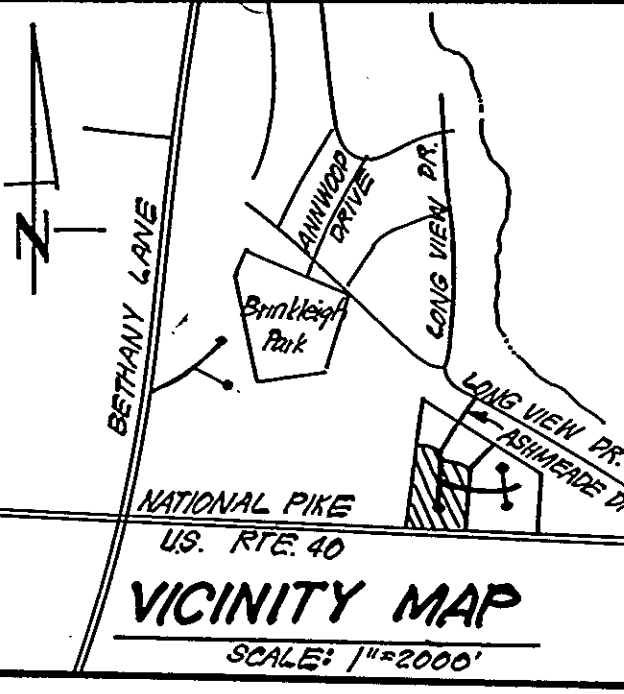 N
BETHANY LANE
ANNWOOD
DRIVE
LONG VIEW DR.
Brinkleigh
Park
LONG VIEW DR.
ASHMEADE D
NATIONAL PIKE
U.S. RTE. 40
VICINITY MAP
SCALE: 1"=2000'